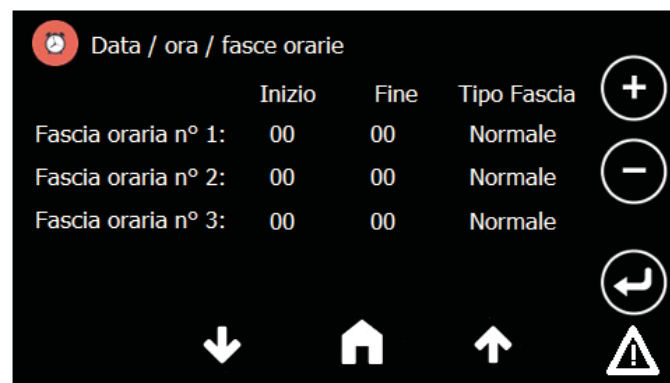 Data / ora / fasce orarie
Inizio Fine Tipo Fascia
Fascia oraria n° 1: 00 00 Normale
Fascia oraria n° 2: 00 00 Normale
Fascia oraria n° 3: 00 00 Normale